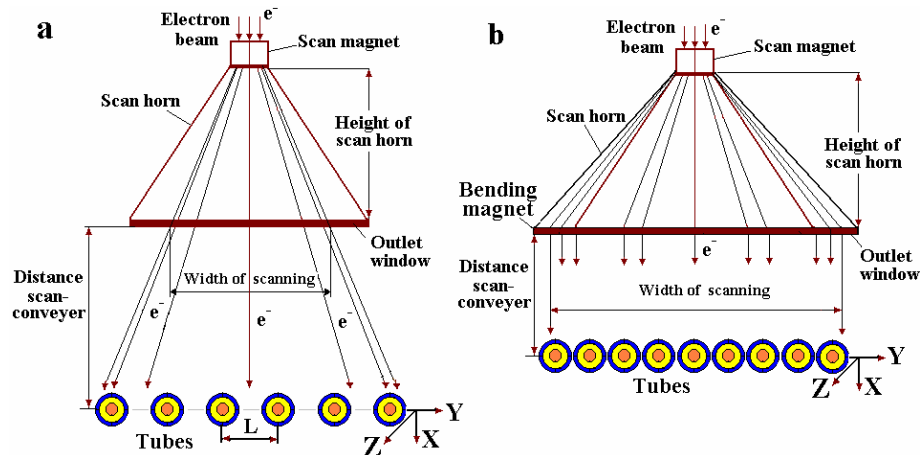 a
Electron
beam
e⁻
Scan magnet
Scan horn
Height of
scan horn
Outlet
window
Width of scanning
Distance
scan-
conveyer
e⁻
e⁻
e⁻
Tubes
L
Y
Z
X
b
Electron
beam
e⁻
Scan magnet
Scan horn
Height of
scan horn
Bending
magnet
Outlet
window
e⁻
Distance
scan-
conveyer
Width of scanning
Tubes
Y
Z
X